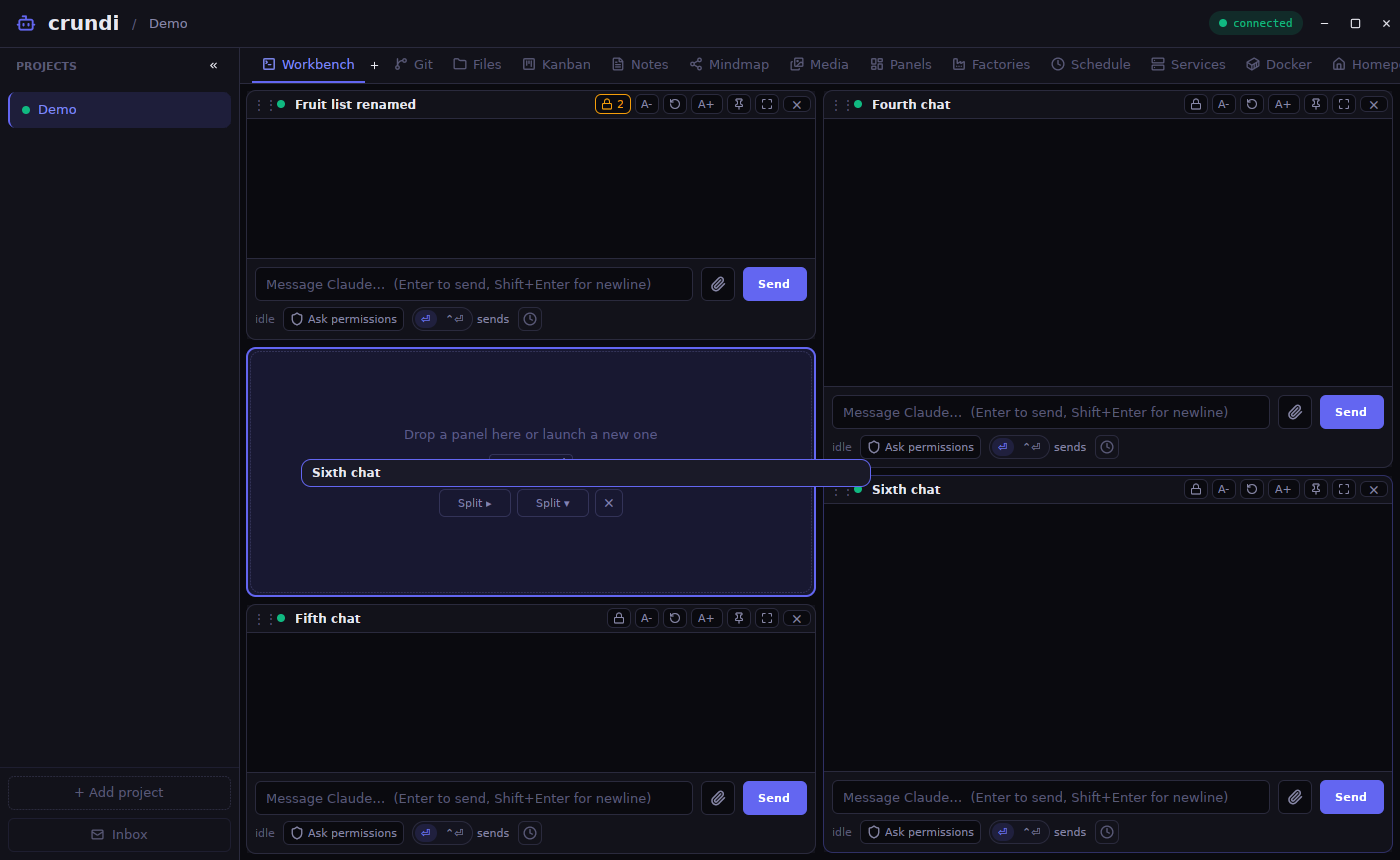 crundi / Demo
connected
PROJECTS «
Workbench + Git Files Kanban Notes Mindmap Media Panels Factories Schedule Services Docker Homep
Demo
Fruit list renamed 2 A- A+
Message Claude... (Enter to send, Shift+Enter for newline) Send
idle Ask permissions sends
Drop a panel here or launch a new one
Sixth chat
Split ▸ Split ▾ ×
Fifth chat A- A+
Message Claude... (Enter to send, Shift+Enter for newline) Send
idle Ask permissions sends
Fourth chat A- A+
Message Claude... (Enter to send, Shift+Enter for newline) Send
idle Ask permissions sends
Sixth chat A- A+
Message Claude... (Enter to send, Shift+Enter for newline) Send
idle Ask permissions sends
+ Add project
Inbox